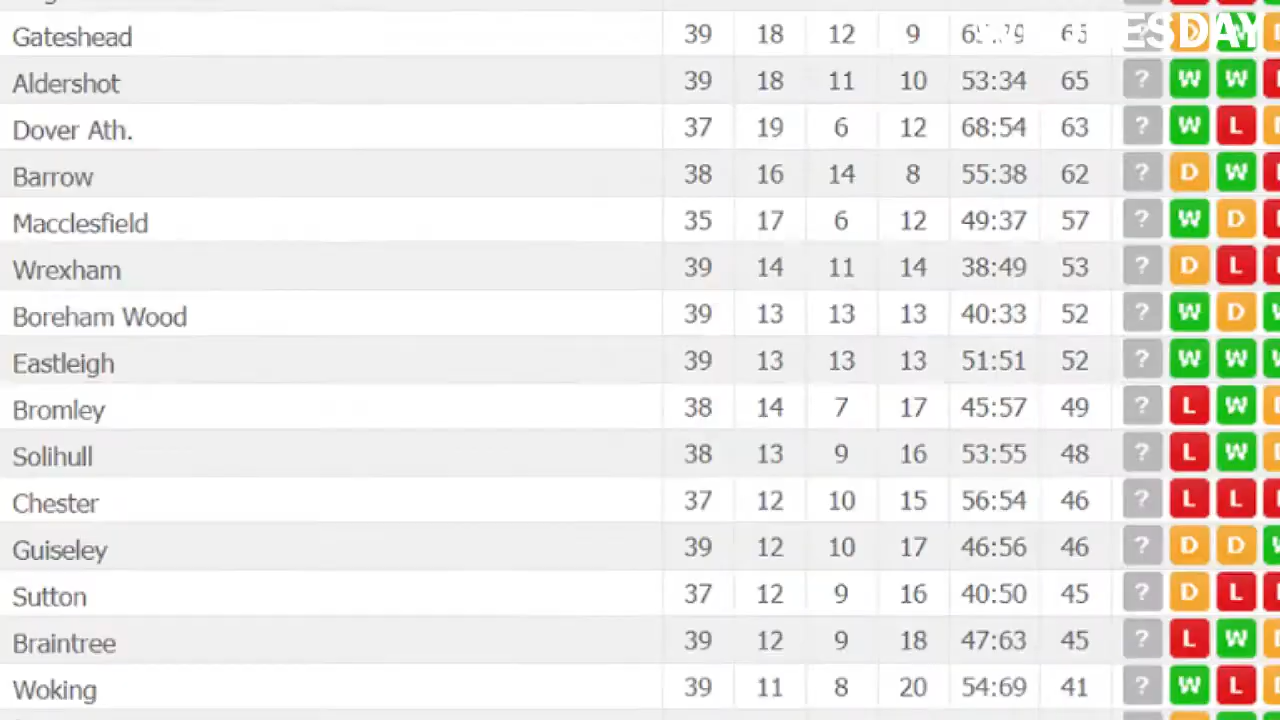 Gateshead 39 18 12 9 66 ? D W
Aldershot 39 18 11 10 53:34 65 ? W W
Dover Ath. 37 19 6 12 68:54 63 ? W L
Barrow 38 16 14 8 55:38 62 ? D W
Macclesfield 35 17 6 12 49:37 57 ? W D
Wrexham 39 14 11 14 38:49 53 ? D L
Boreham Wood 39 13 13 13 40:33 52 ? W D
Eastleigh 39 13 13 13 51:51 52 ? W W
Bromley 38 14 7 17 45:57 49 ? L W
Solihull 38 13 9 16 53:55 48 ? L W
Chester 37 12 10 15 56:54 46 ? L L
Guiseley 39 12 10 17 46:56 46 ? D D
Sutton 37 12 9 16 40:50 45 ? D L
Braintree 39 12 9 18 47:63 45 ? L W
Woking 39 11 8 20 54:69 41 ? W L